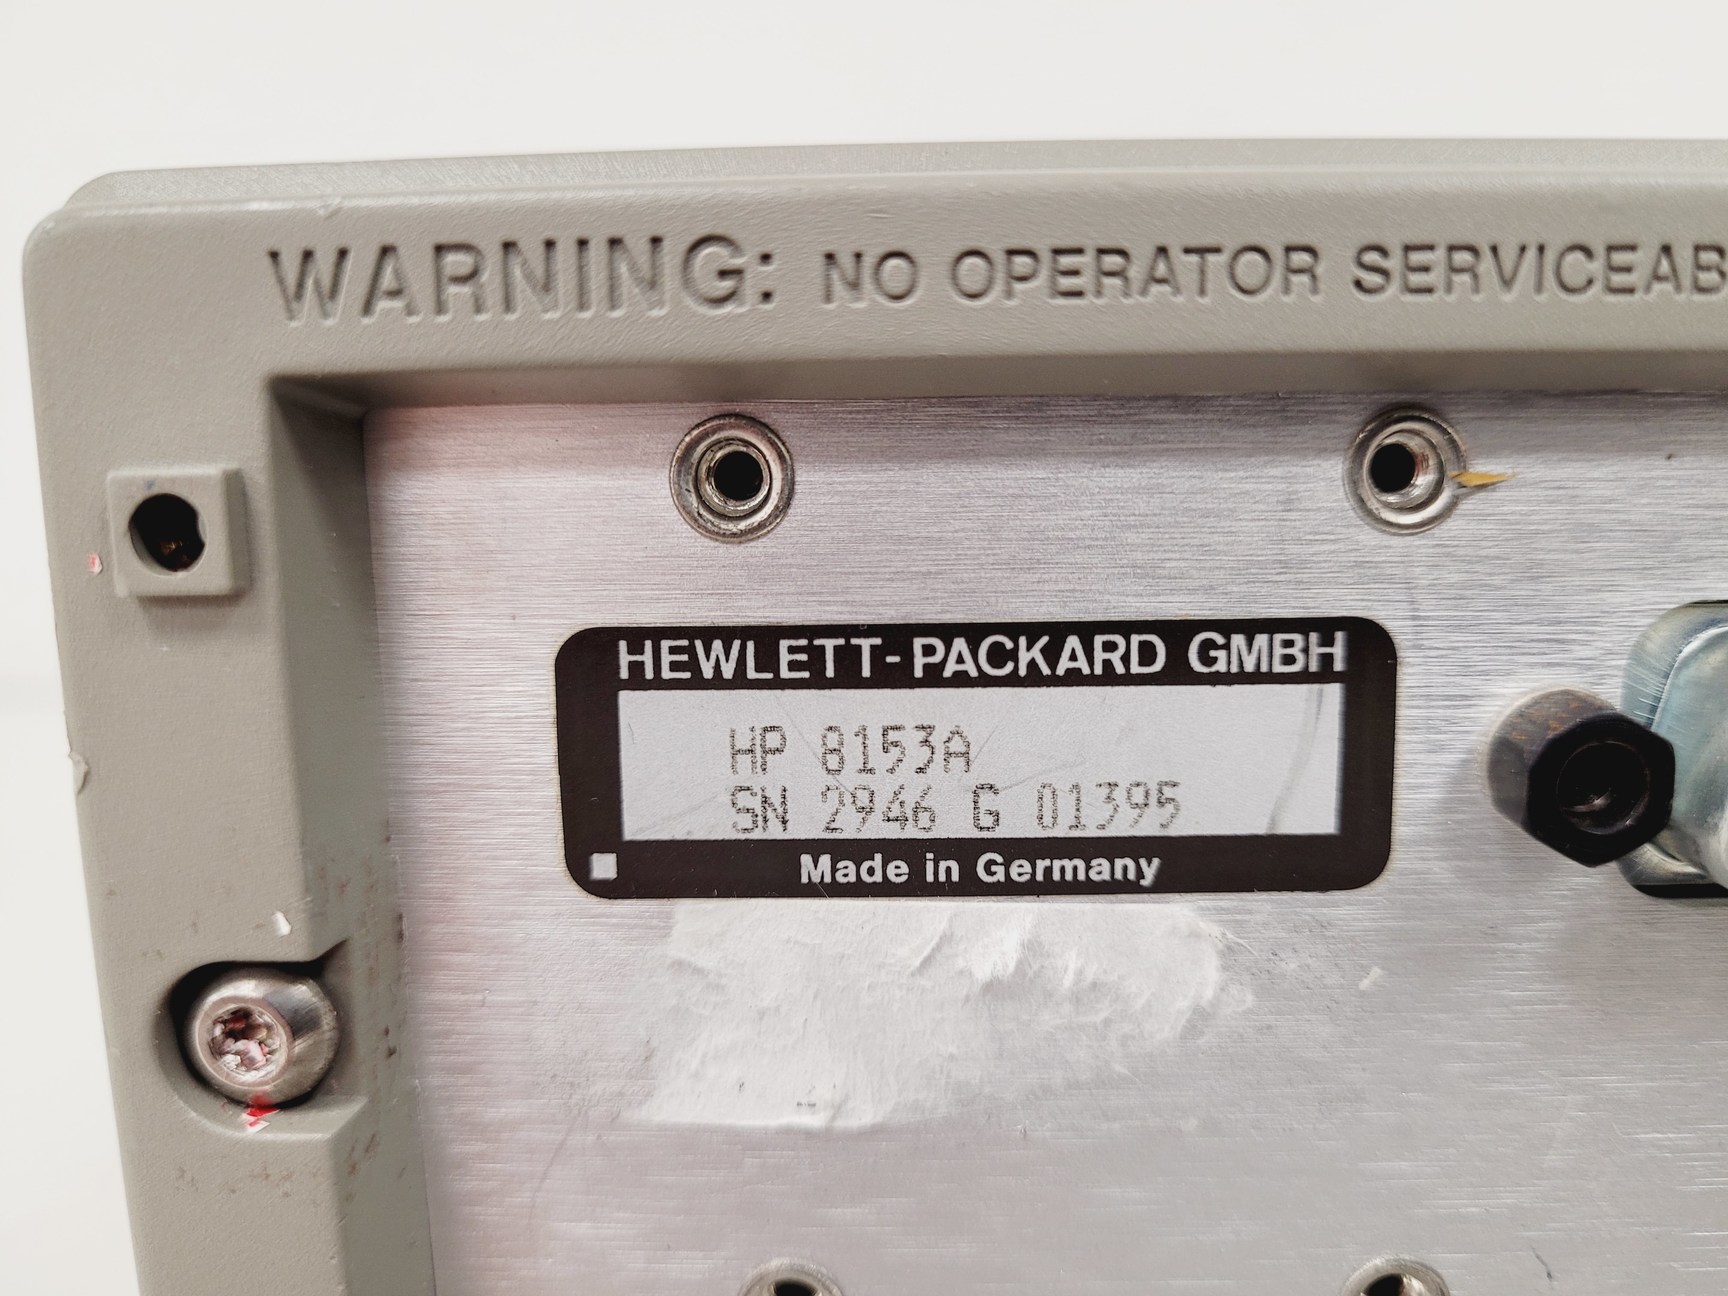 WARNING: NO OPERATOR SERVICEAB
HEWLETT-PACKARD GMBH
HP 8153A
SN 2946 G 01395
Made in Germany